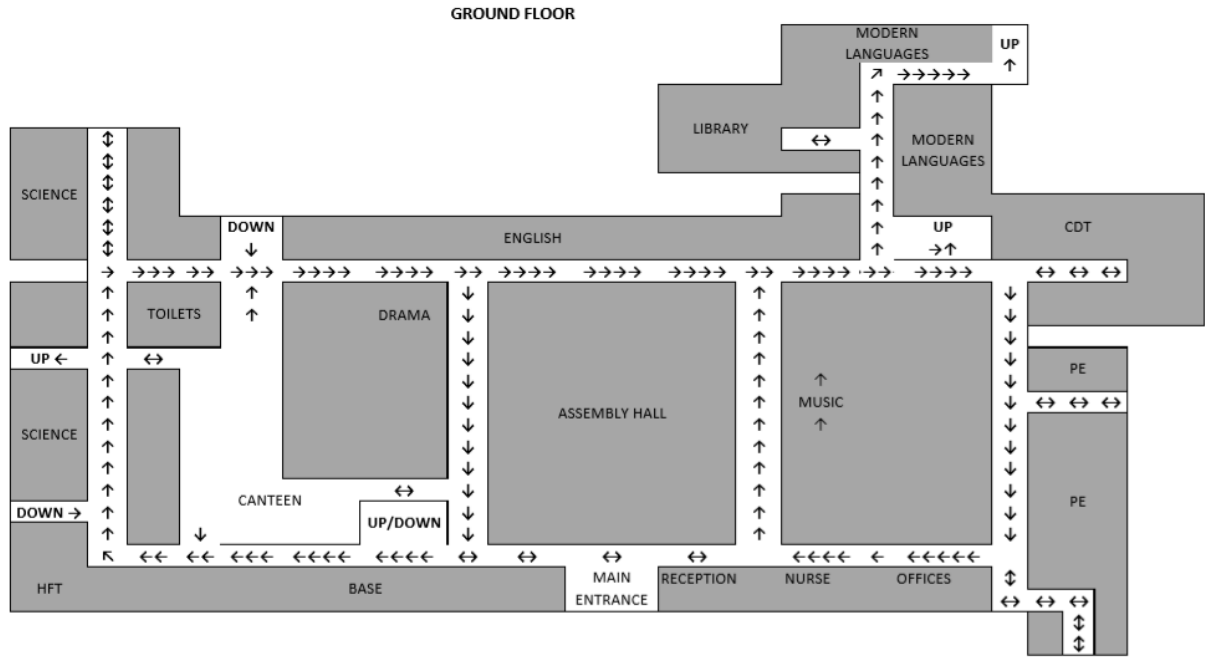 GROUND FLOOR
MODERN
LANGUAGES
UP
↑
↗ →→→→→
LIBRARY
↔
MODERN
LANGUAGES
SCIENCE
DOWN
↓
ENGLISH
UP
→↑
CDT
TOILETS
DRAMA
UP ←
↔
PE
SCIENCE
ASSEMBLY HALL
↑
MUSIC
↑
↔ ↔ ↔
CANTEEN
↔
PE
DOWN →
UP/DOWN
HFT
BASE
MAIN
ENTRANCE
RECEPTION
NURSE
OFFICES